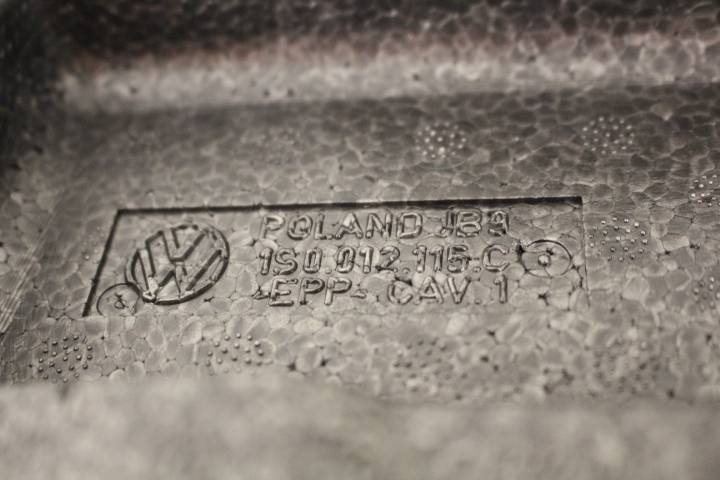 POLAND JB9
1S0.012.115.C
-EPP- CAV.1